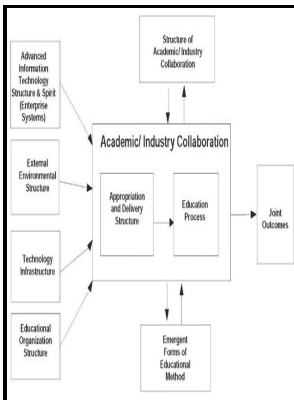 Advanced
Information
Technology
Structure & Spirit
(Enterprise
Systems)
External
Environmental
Structure
Technology
Infrastructure
Educational
Organization
Structure
Structure of
Academic/ Industry
Collaboration
Academic/ Industry Collaboration
Appropriation
and Delivery
Structure
Education
Process
Emergent
Forms of
Educational
Method
Joint
Outcomes